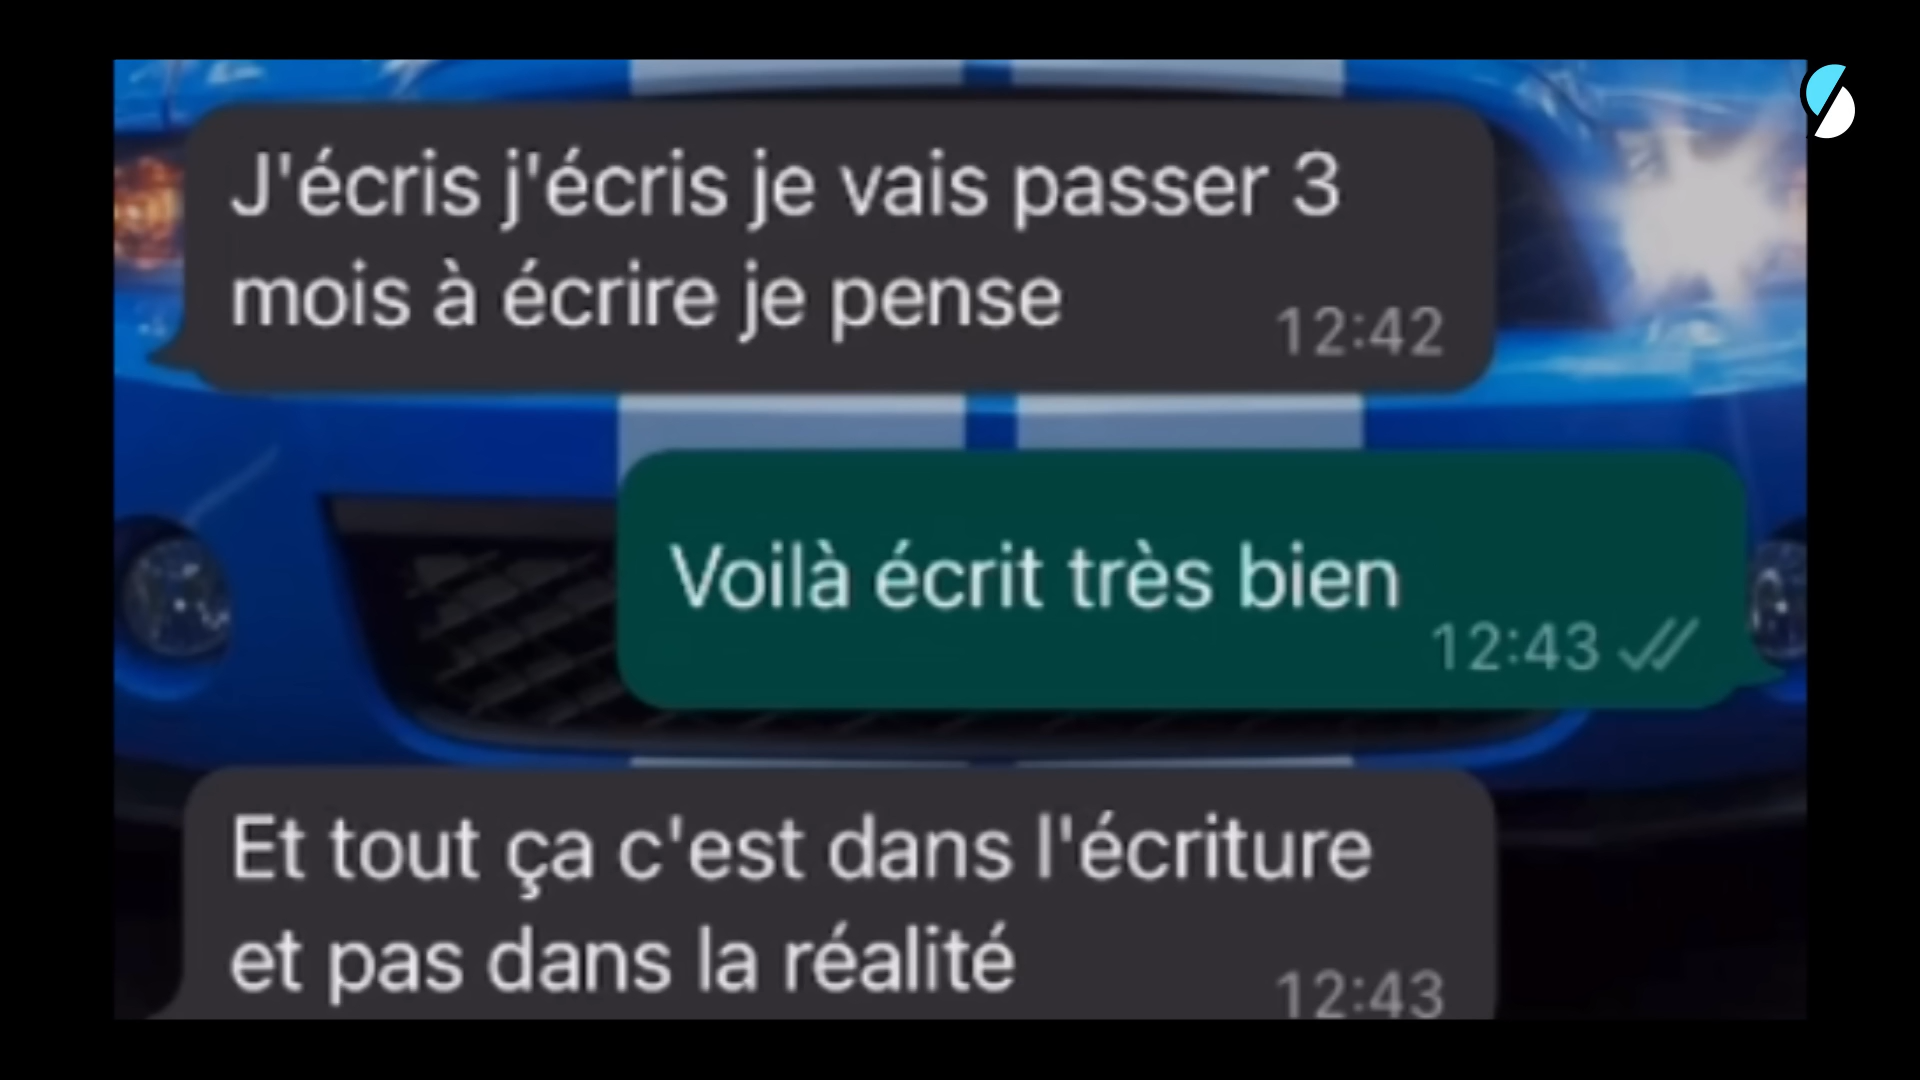 J'écris j'écris je vais passer 3
mois à écrire je pense
12:42
Voilà écrit très bien
12:43
Et tout ça c'est dans l'écriture
et pas dans la réalité
12:43